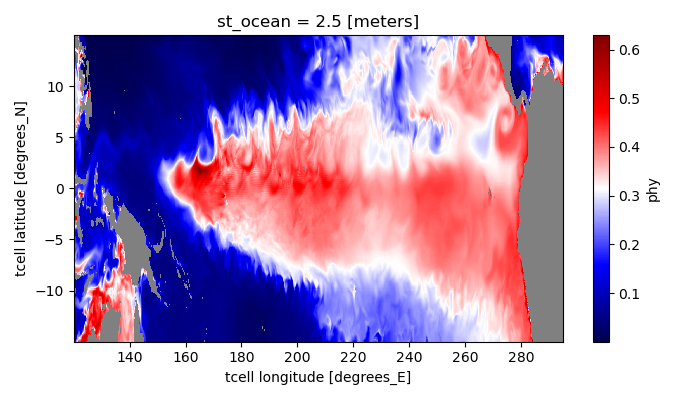 st_ocean = 2.5 [meters]
10
5
0
−5
−10
tcell latitude [degrees_N]
140 160 180 200 220 240 260 280
tcell longitude [degrees_E]
0.6
0.5
0.4
0.3
0.2
0.1
phy